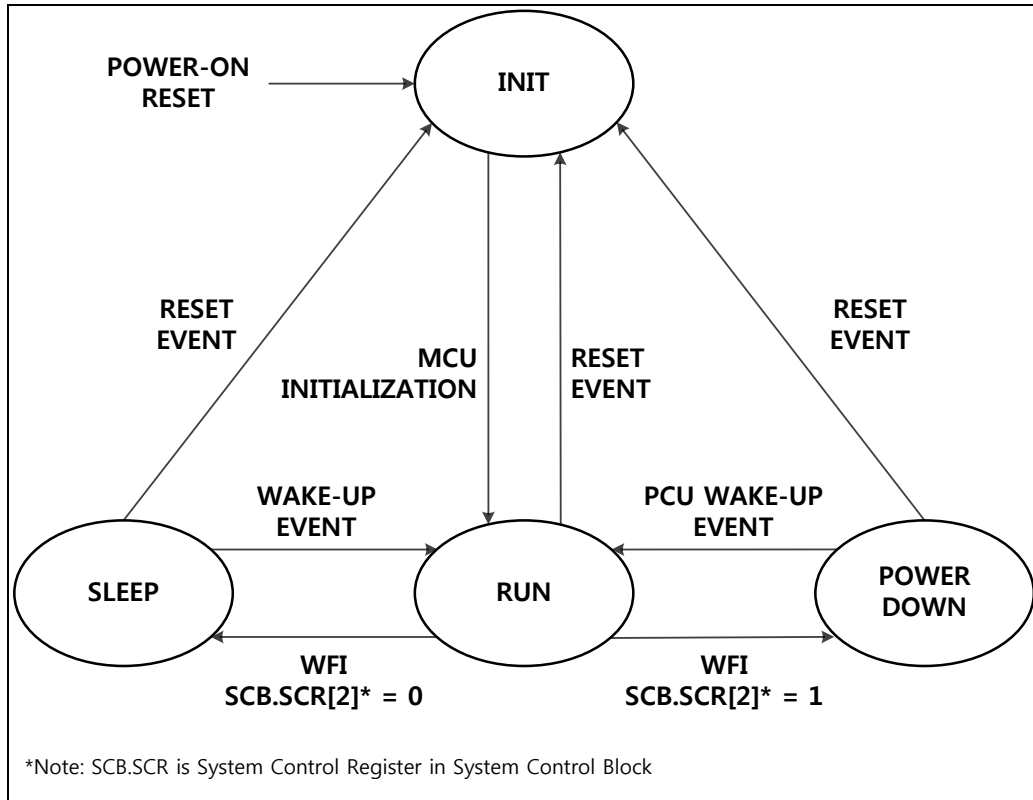 POWER-ON
RESET
INIT
RESET
EVENT
MCU
INITIALIZATION
RESET
EVENT
RESET
EVENT
WAKE-UP
EVENT
PCU WAKE-UP
EVENT
SLEEP
RUN
POWER
DOWN
WFI
SCB.SCR[2]* = 0
WFI
SCB.SCR[2]* = 1
*Note: SCB.SCR is System Control Register in System Control Block